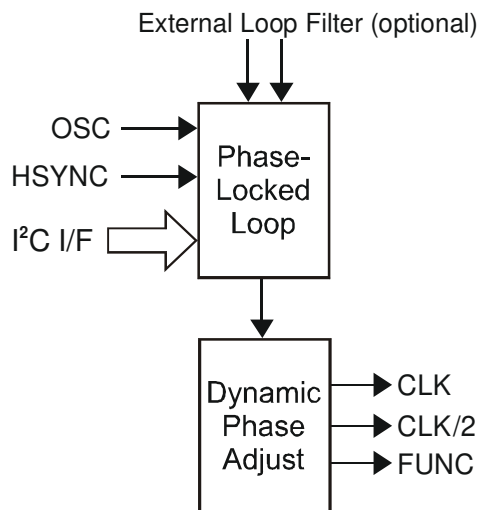 External Loop Filter (optional)
OSC
HSYNC
I²C I/F
Phase-
Locked
Loop
Dynamic
Phase
Adjust
CLK
CLK/2
FUNC